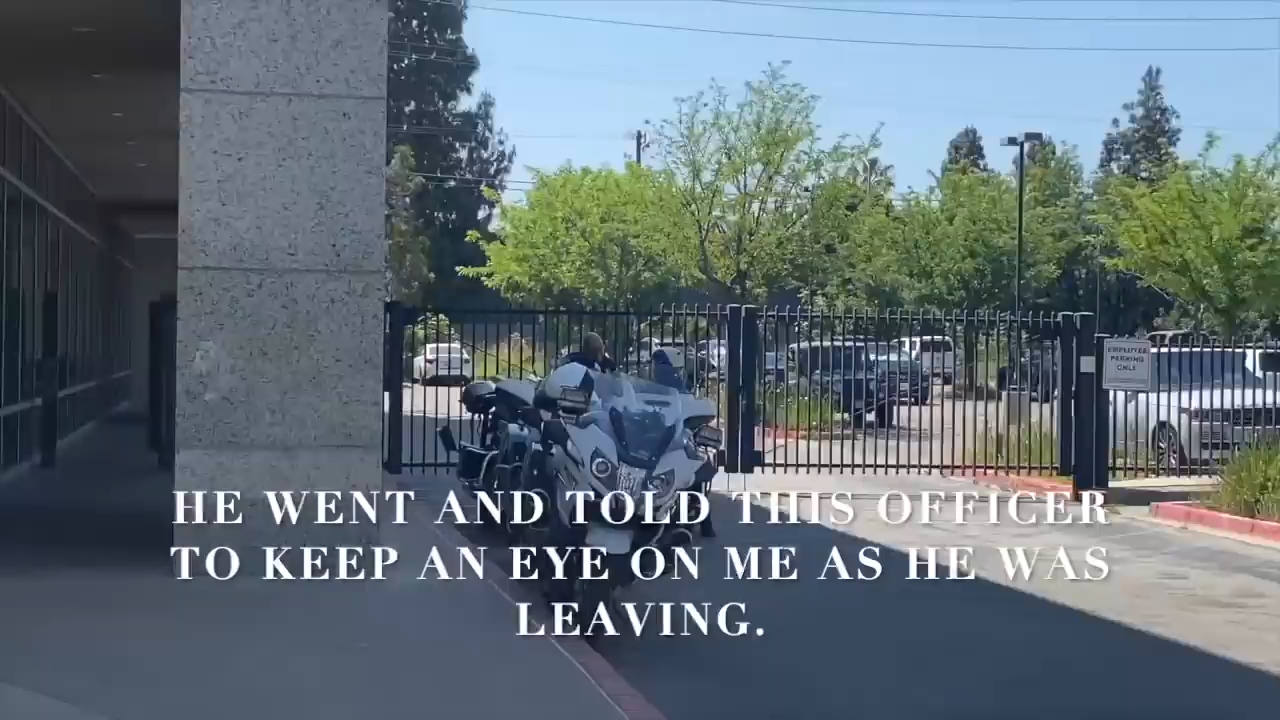 EMPLOYEE
PARKING
ONLY
HE WENT AND TOLD THIS OFFICER
TO KEEP AN EYE ON ME AS HE WAS
LEAVING.